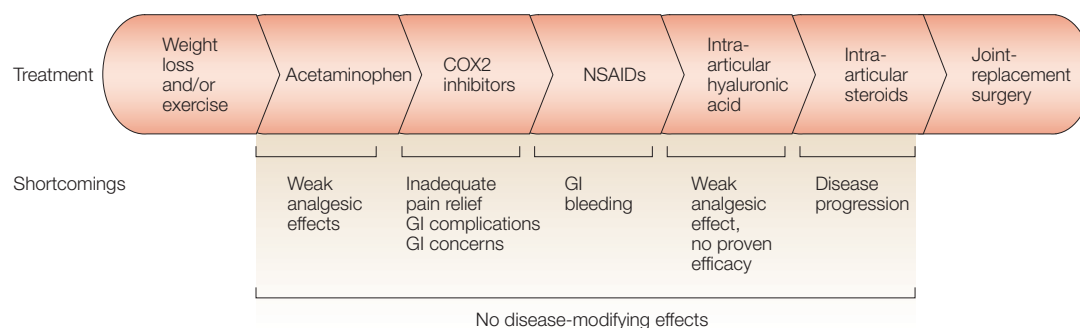 Treatment
Weight
loss
and/or
exercise
Acetaminophen
COX2
inhibitors
NSAIDs
Intra-
articular
hyaluronic
acid
Intra-
articular
steroids
Joint-
replacement
surgery
Shortcomings
Weak
analgesic
effects
Inadequate
pain relief
GI complications
GI concerns
GI
bleeding
Weak
analgesic
effect,
no proven
efficacy
Disease
progression
No disease-modifying effects